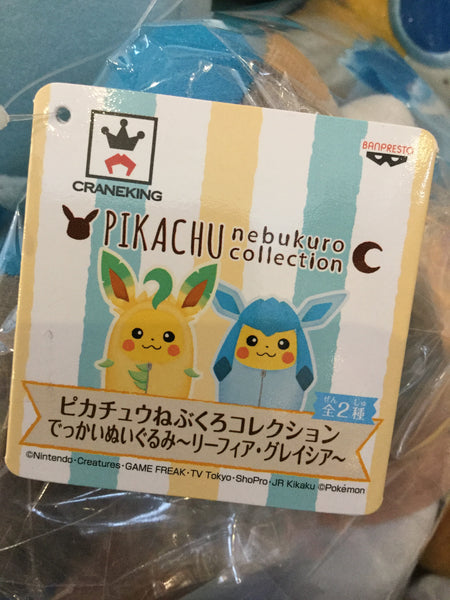 CRANEKING
BANPRESTO
PIKACHU nebukuro collection
ピカチュウねぶくろコレクション
でっかいぬいぐるみ〜リーフィア・グレイシア〜
ぜん しゅ
全2種
©Nintendo・Creatures・GAME FREAK・TV Tokyo・ShoPro・JR Kikaku ©Pokémon